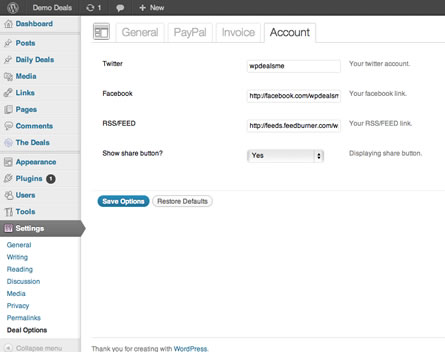 Demo Deals 1 + New
Dashboard
Posts
Daily Deals
Media
Links
Pages
Comments
The Deals
Appearance
Plugins 1
Users
Tools
Settings
General
Writing
Reading
Discussion
Media
Privacy
Permalinks
Deal Options
Collapse menu
General PayPal Invoice Account
Twitter wpdealsme Your twitter account.
Facebook http://facebook.com/wpdealsm Your facebook link.
RSS/FEED http://feeds.feedburner.com/w Your RSS/FEED link.
Show share button? Yes Displaying share button.
Save Options Restore Defaults
Thank you for creating with WordPress.